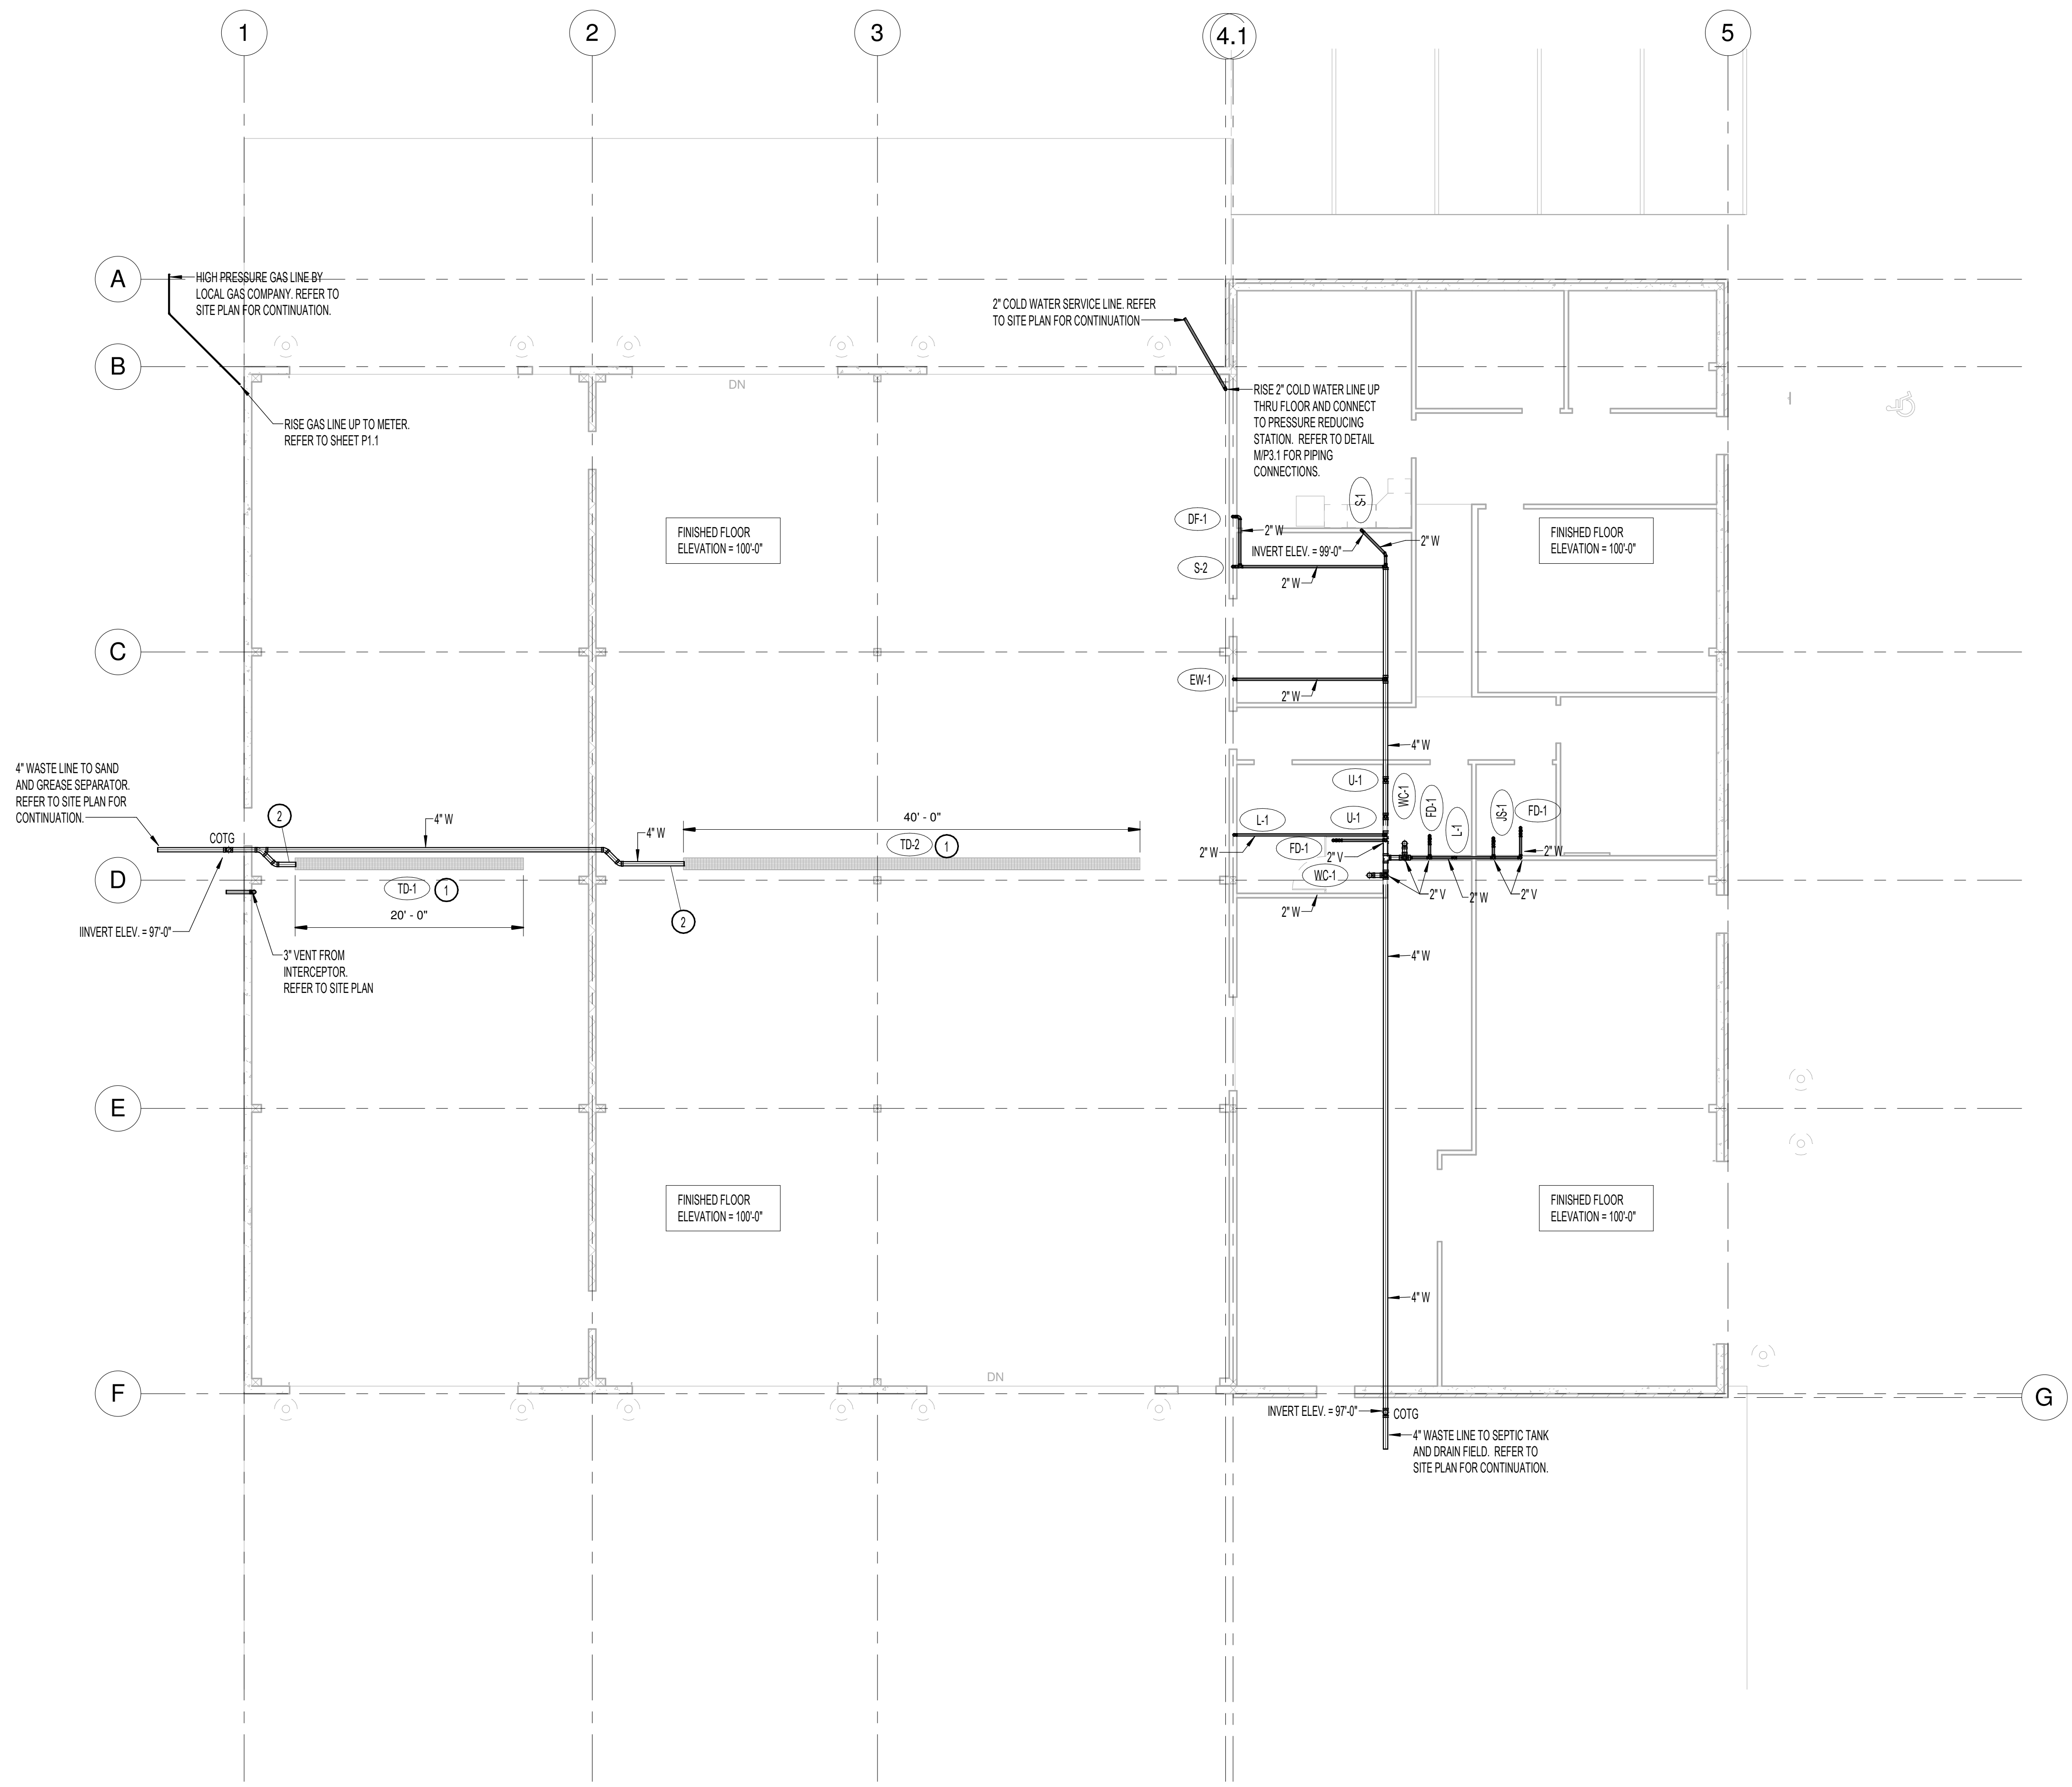 1
2
3
4.1
5
A
HIGH PRESSURE GAS LINE BY
LOCAL GAS COMPANY. REFER TO
SITE PLAN FOR CONTINUATION.
2" COLD WATER SERVICE LINE. REFER
TO SITE PLAN FOR CONTINUATION
B
DN
RISE GAS LINE UP TO METER.
REFER TO SHEET P1.1
RISE 2" COLD WATER LINE UP
THRU FLOOR AND CONNECT
TO PRESSURE REDUCING
STATION. REFER TO DETAIL
M/P3.1 FOR PIPING
CONNECTIONS.
S-1
DF-1
2" W
INVERT ELEV. = 99'-0"
2" W
S-2
2" W
FINISHED FLOOR
ELEVATION = 100'-0"
FINISHED FLOOR
ELEVATION = 100'-0"
C
EW-1
2" W
4" W
4" WASTE LINE TO SAND
AND GREASE SEPARATOR.
REFER TO SITE PLAN FOR
CONTINUATION.
COTG
2
4" W
4" W
40' - 0"
TD-2
1
U-1
WC-1
FD-1
L-1
JS-1
FD-1
L-1
U-1
2" W
FD-1
2" V
2" W
WC-1
2" V
2" W
2" V
2" W
D
TD-1
1
20' - 0"
2
IINVERT ELEV. = 97'-0"
3" VENT FROM
INTERCEPTOR.
REFER TO SITE PLAN
4" W
E
FINISHED FLOOR
ELEVATION = 100'-0"
FINISHED FLOOR
ELEVATION = 100'-0"
4" W
DN
F
G
INVERT ELEV. = 97'-0"
COTG
4" WASTE LINE TO SEPTIC TANK
AND DRAIN FIELD. REFER TO
SITE PLAN FOR CONTINUATION.